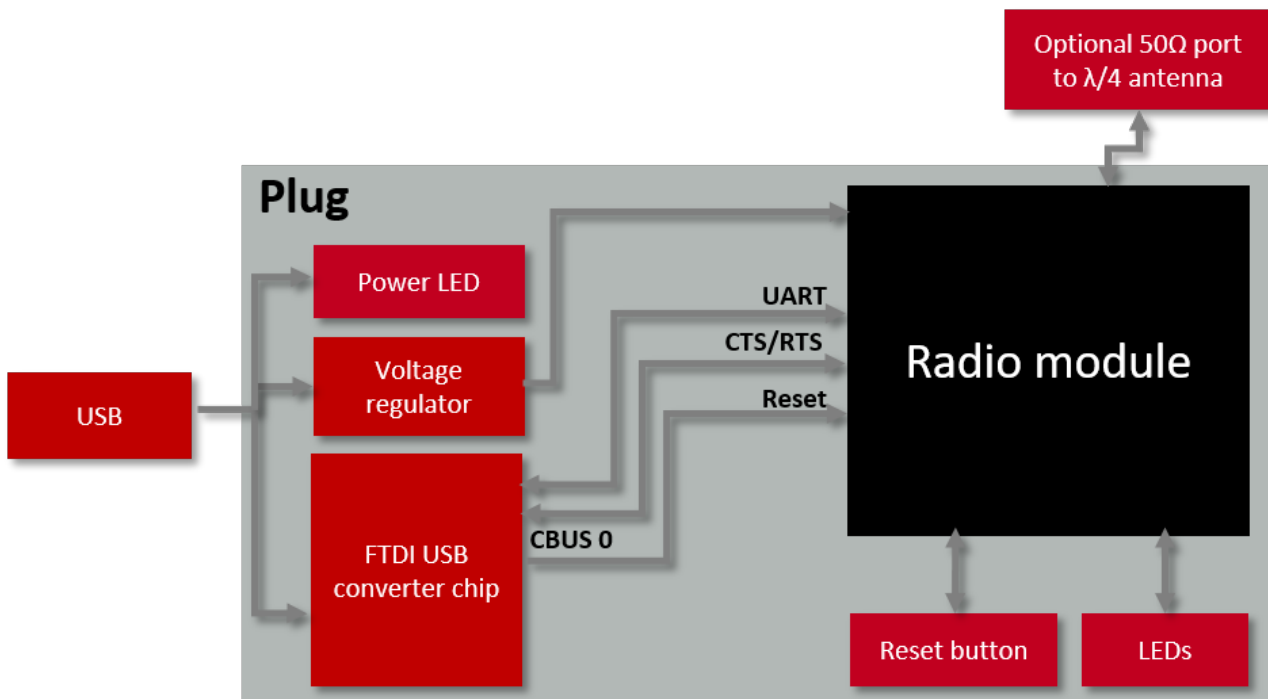 Optional 50Ω port
to λ/4 antenna
Plug
Power LED
UART
CTS/RTS
Voltage
regulator
Radio module
USB
Reset
CBUS 0
FTDI USB
converter chip
Reset button
LEDs